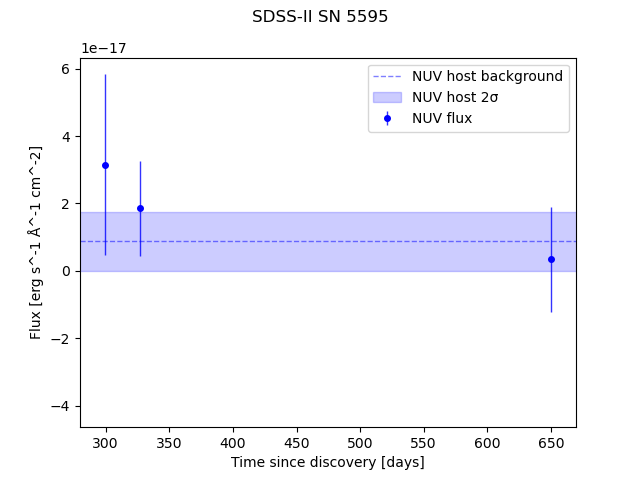 SDSS-II SN 5595
1e−17
6
4
2
0
−2
−4
Flux [erg s^-1 Å^-1 cm^-2]
NUV host background
NUV host 2σ
NUV flux
300
350
400
450
500
550
600
650
Time since discovery [days]